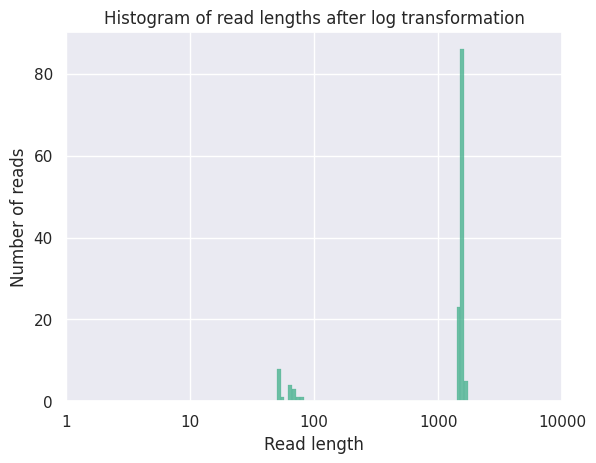 Histogram of read lengths after log transformation
Number of reads
80
60
40
20
0
1 10 100 1000 10000
Read length